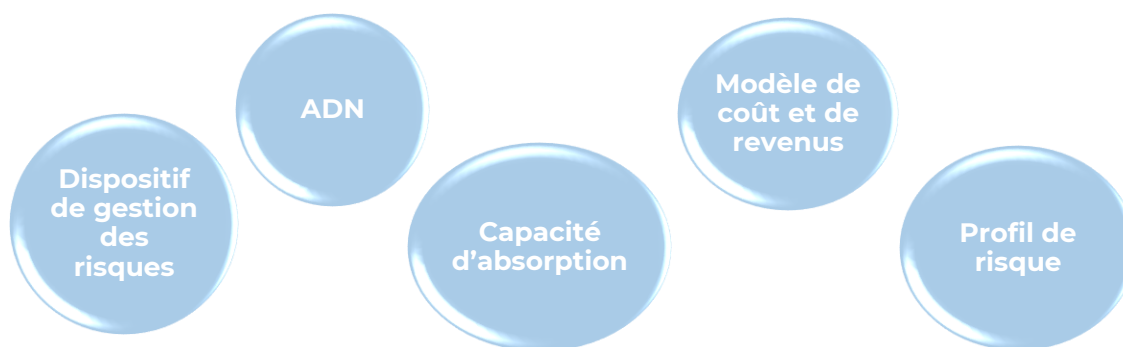 Dispositif
de gestion
des
risques
ADN
Capacité
d’absorption
Modèle de
coût et de
revenus
Profil de
risque